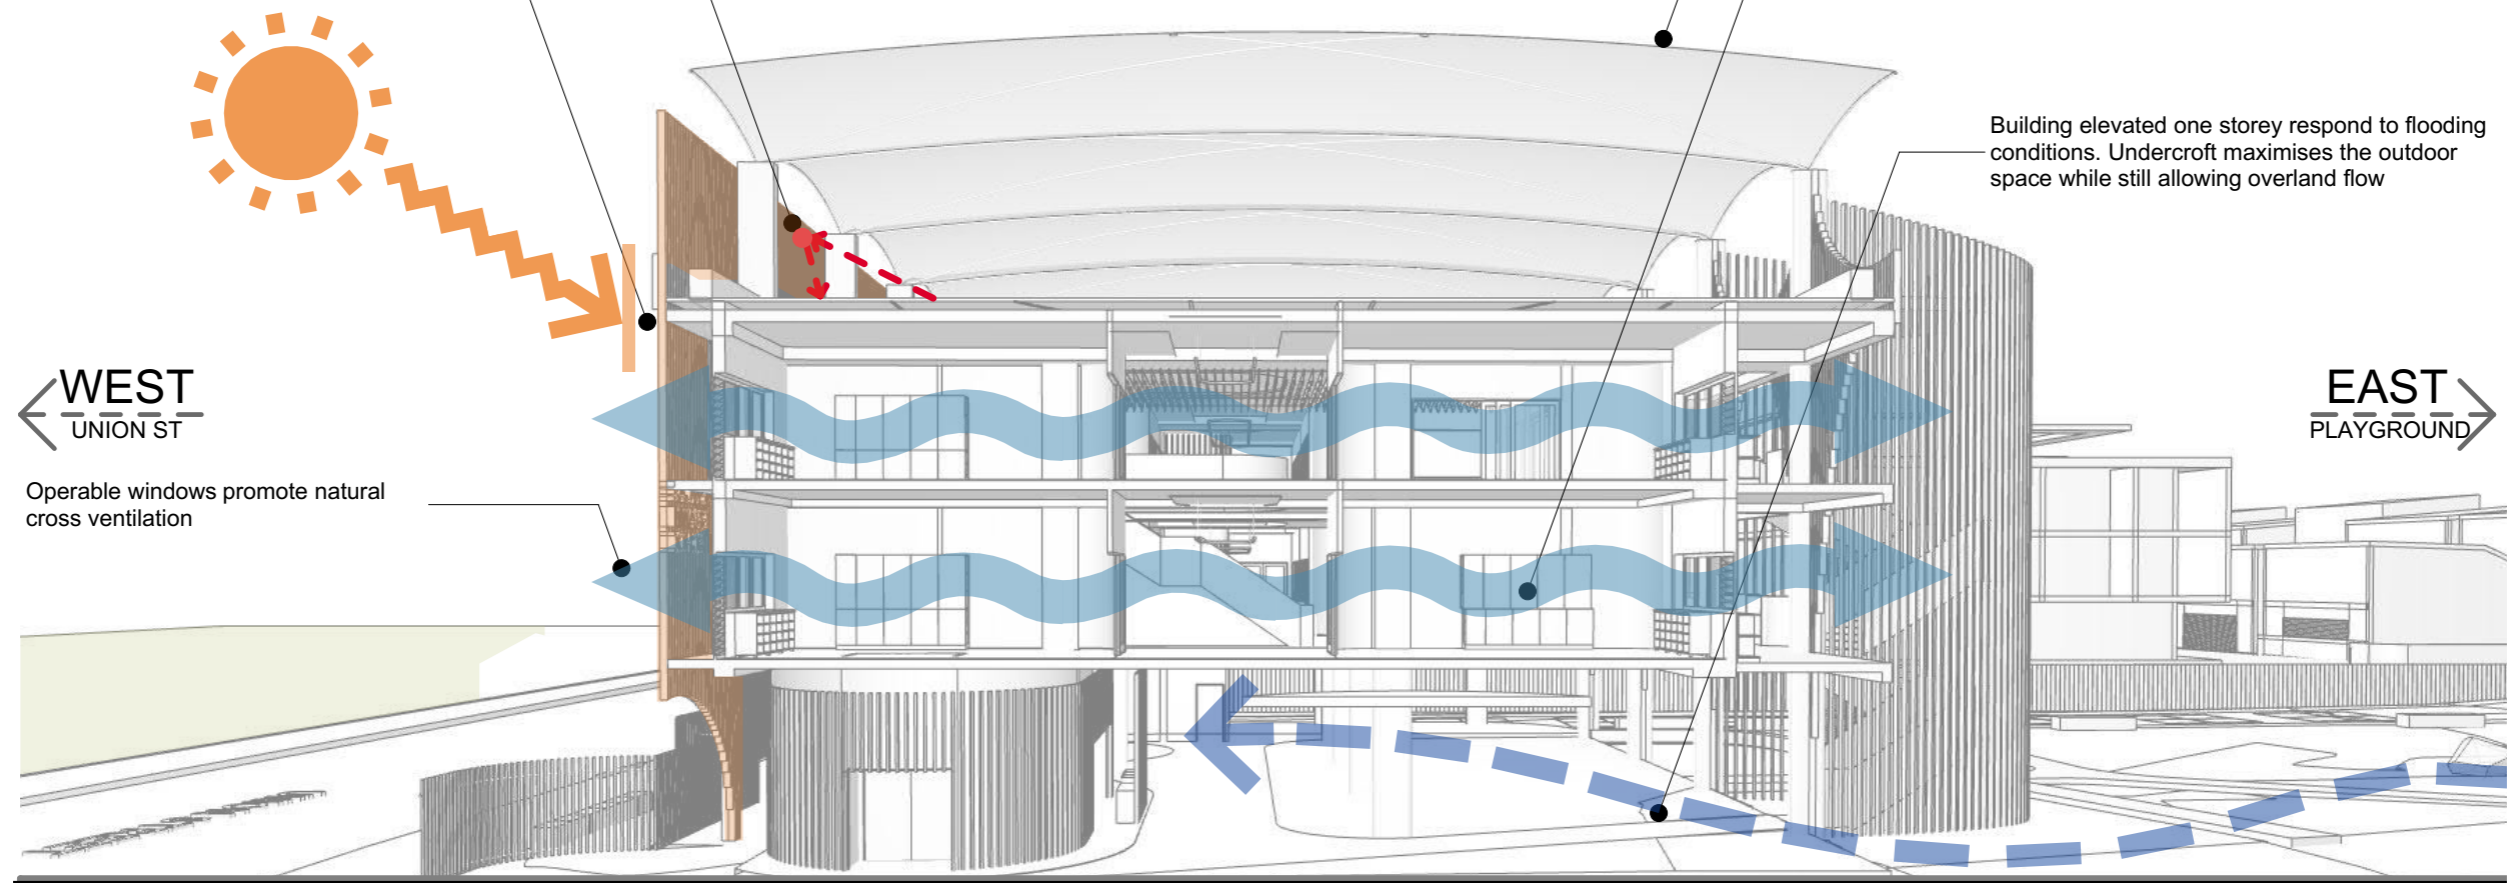 Building elevated one storey respond to flooding
conditions. Undercroft maximises the outdoor
space while still allowing overland flow
WEST
UNION ST
EAST
PLAYGROUND
Operable windows promote natural
cross ventilation